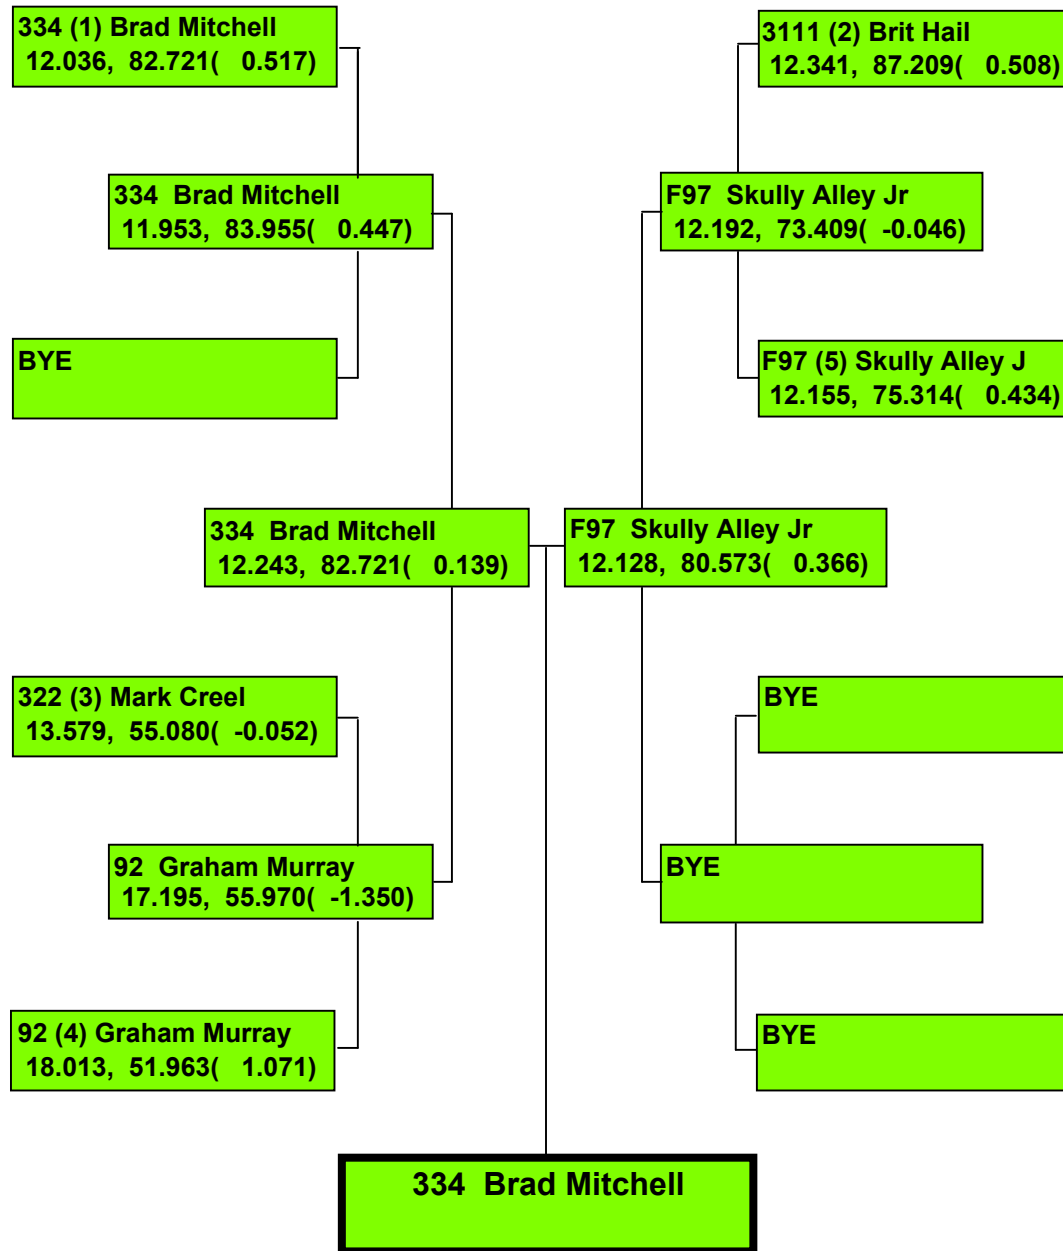 334 (1) Brad Mitchell
12.036, 82.721( 0.517)
3111 (2) Brit Hail
12.341, 87.209( 0.508)
334 Brad Mitchell
11.953, 83.955( 0.447)
F97 Skully Alley Jr
12.192, 73.409( -0.046)
BYE
F97 (5) Skully Alley J
12.155, 75.314( 0.434)
334 Brad Mitchell
12.243, 82.721( 0.139)
F97 Skully Alley Jr
12.128, 80.573( 0.366)
322 (3) Mark Creel
13.579, 55.080( -0.052)
BYE
92 Graham Murray
17.195, 55.970( -1.350)
BYE
92 (4) Graham Murray
18.013, 51.963( 1.071)
BYE
334 Brad Mitchell